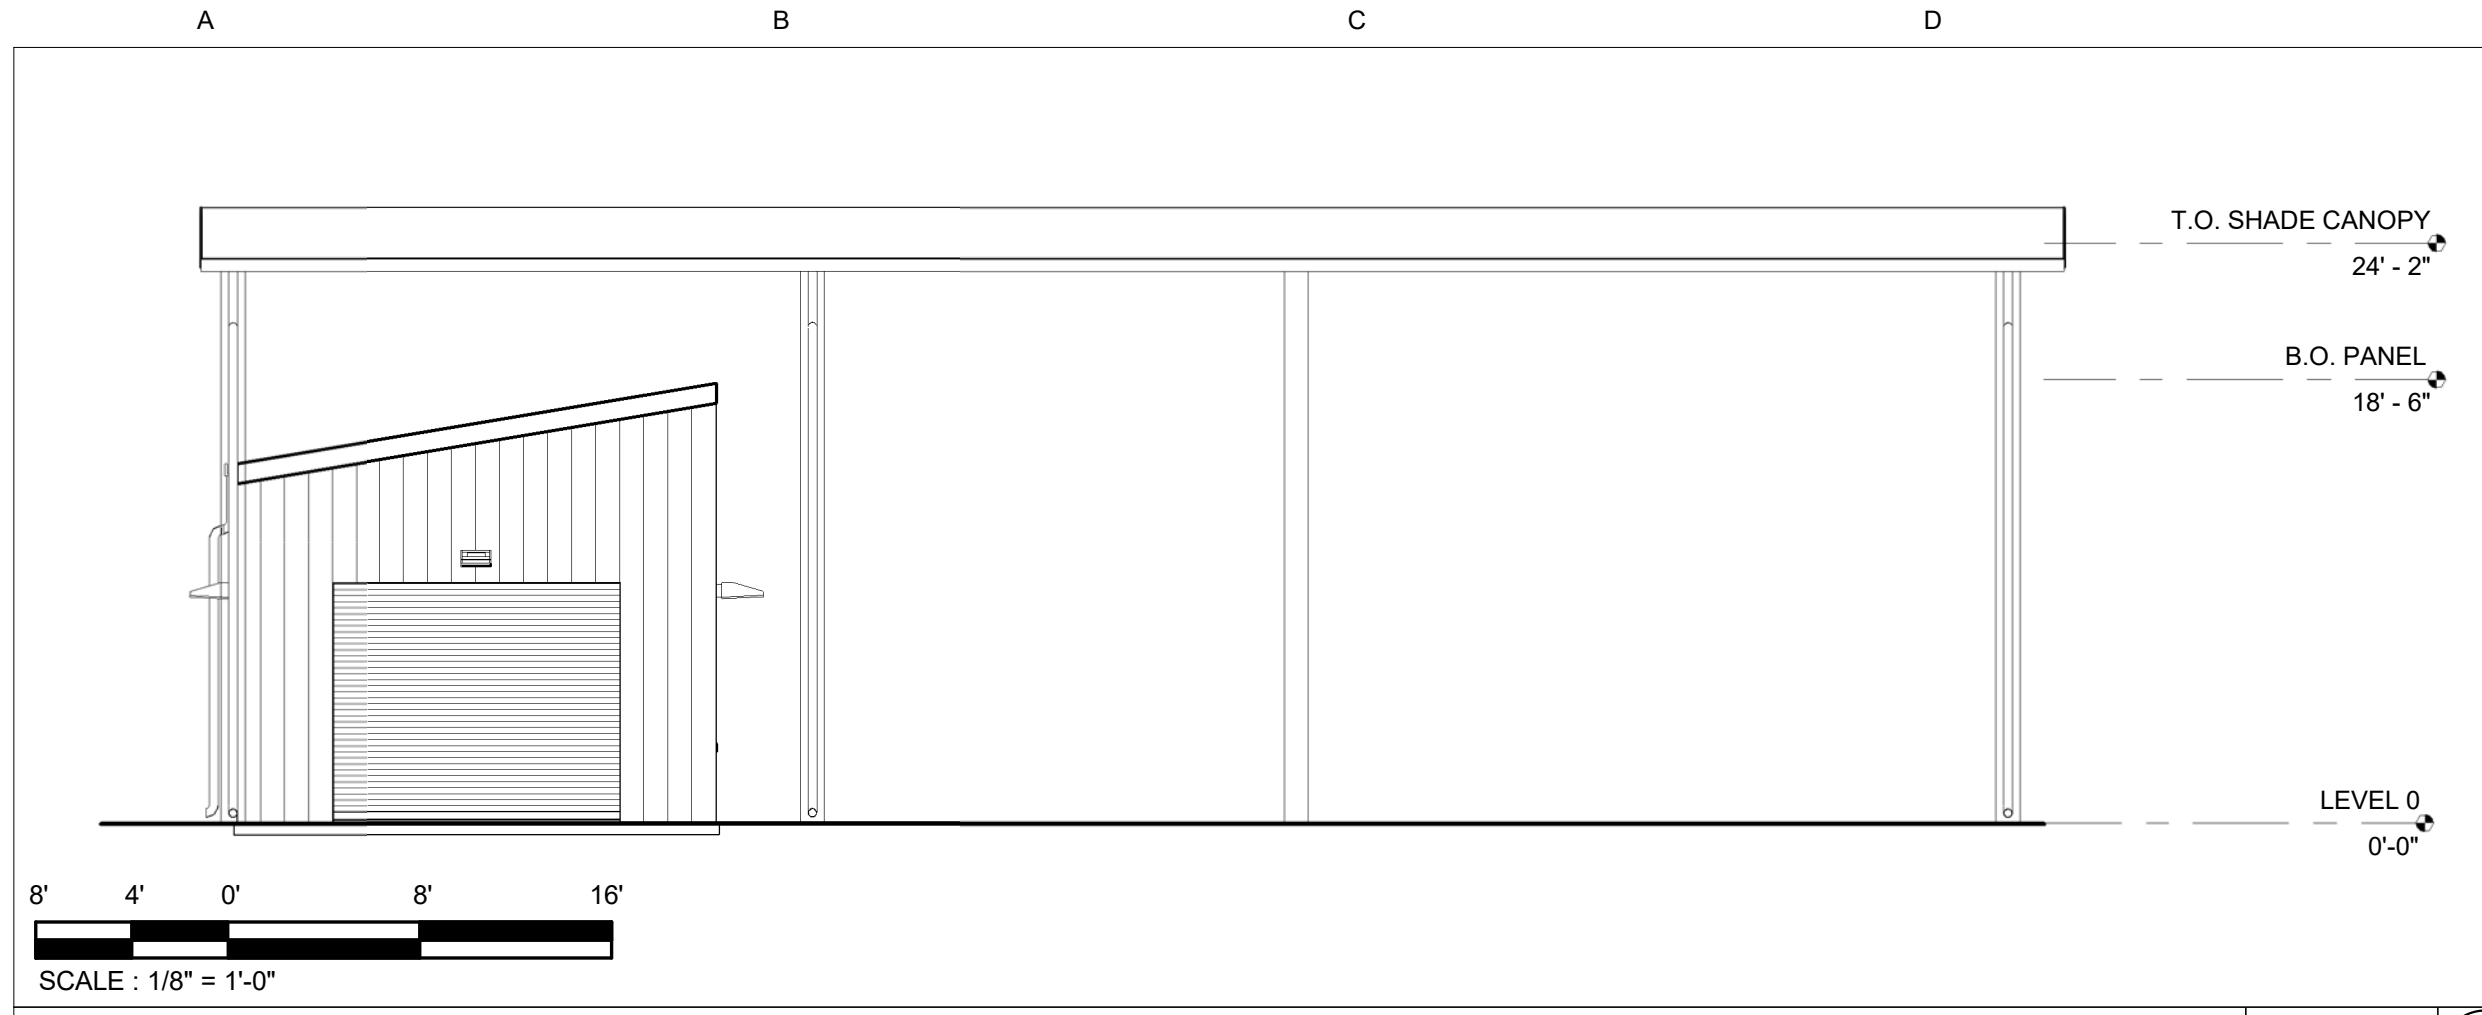 A B C D
T.O. SHADE CANOPY
24' - 2"
B.O. PANEL
18' - 6"
LEVEL 0
0'-0"
8' 4' 0' 8' 16'
SCALE : 1/8" = 1'-0"